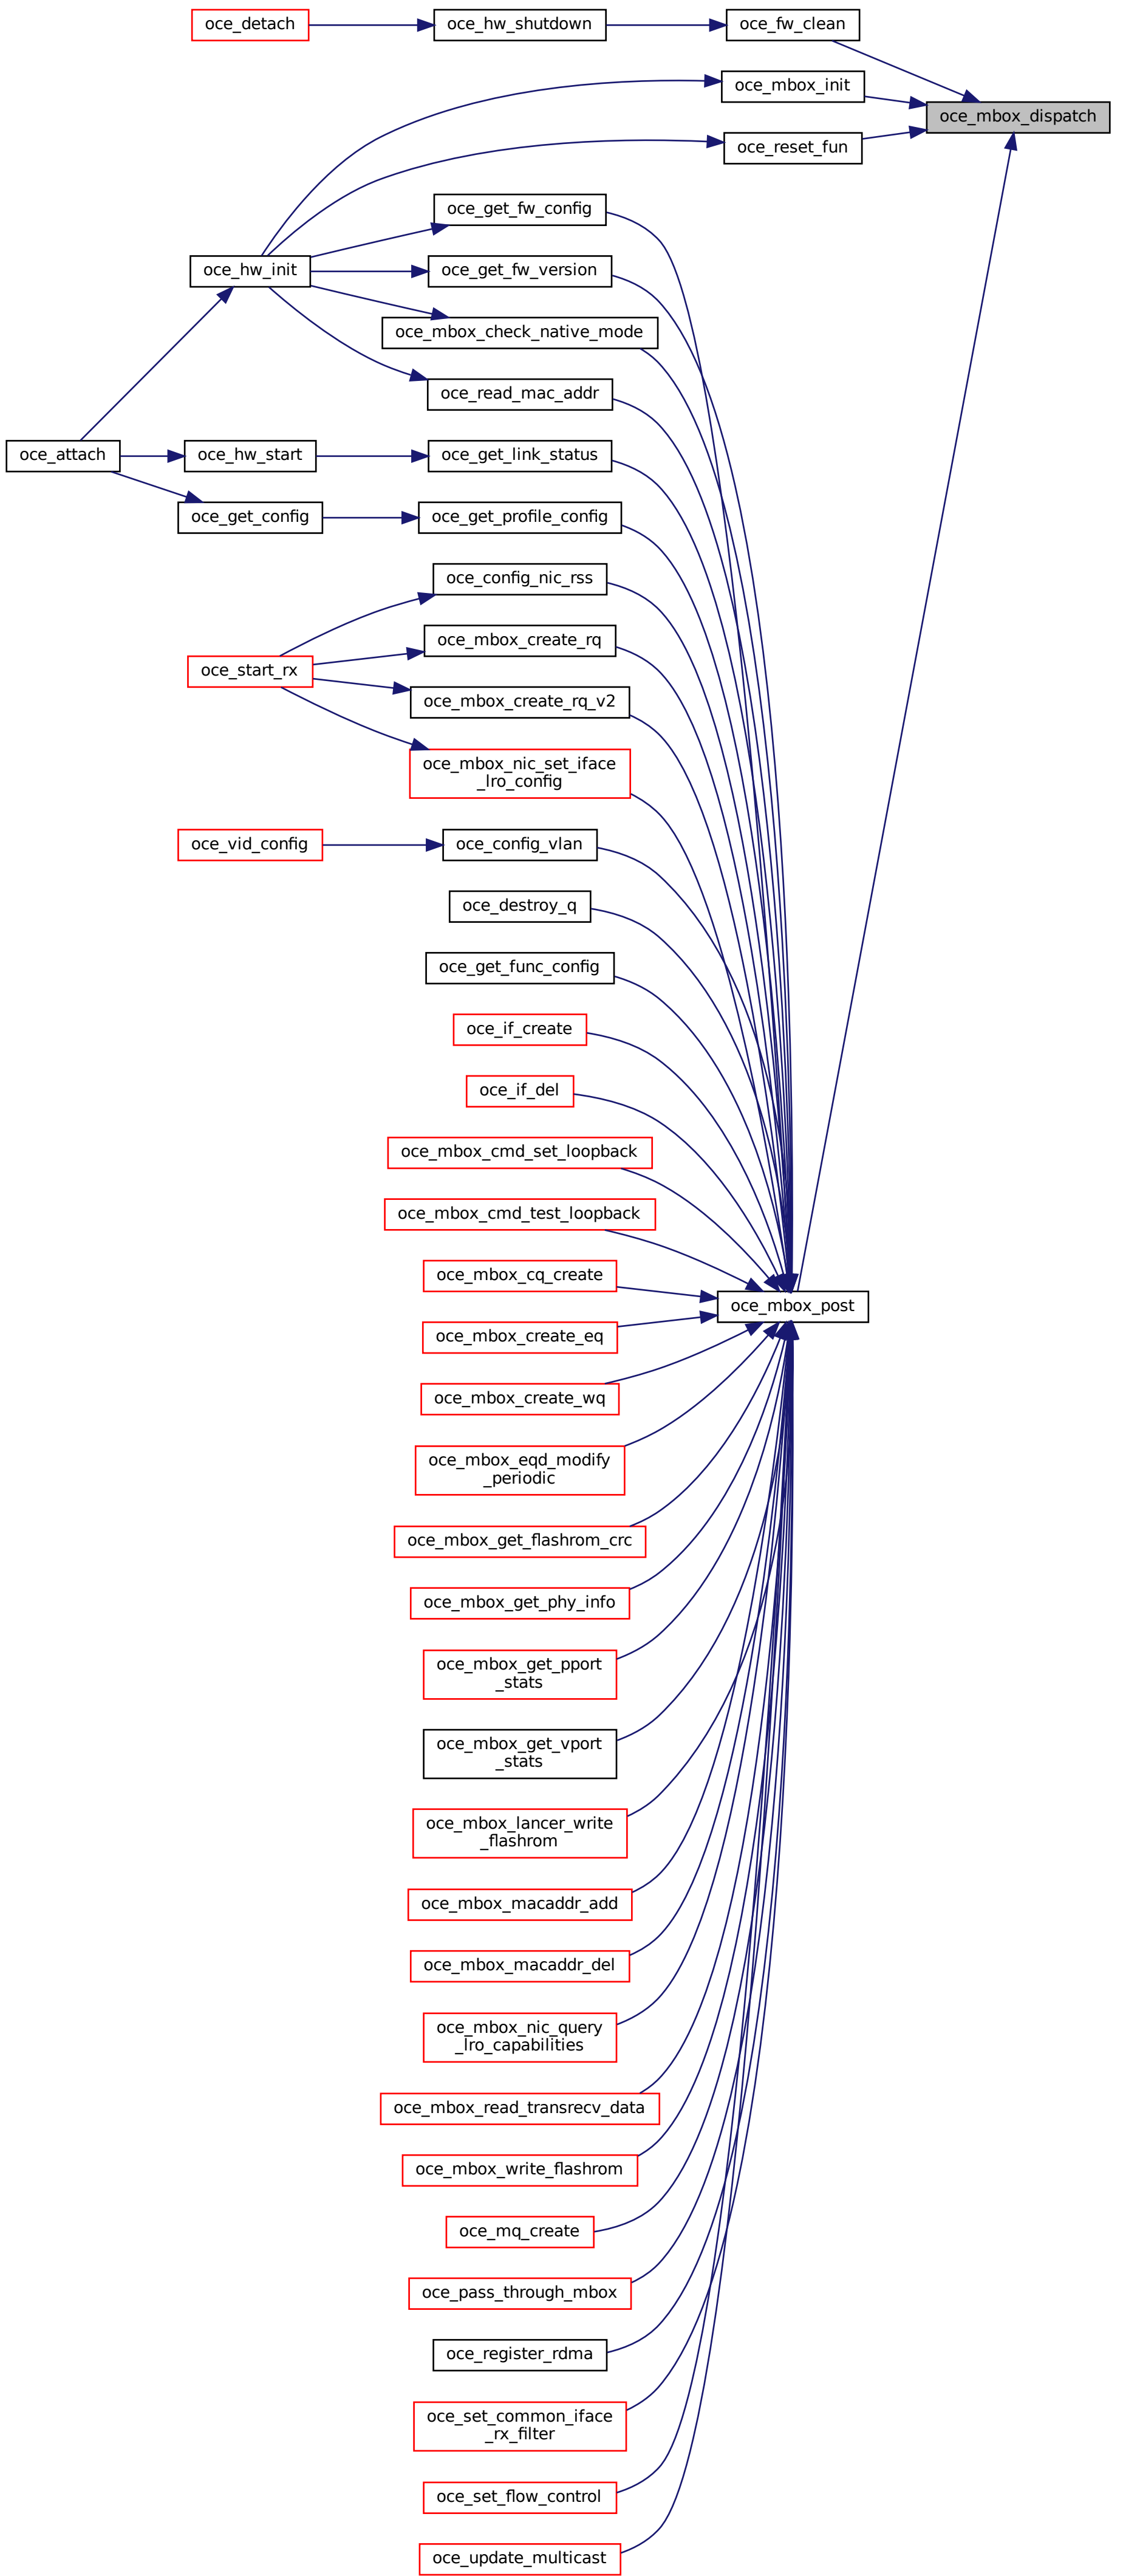 oce_detach
oce_hw_shutdown
oce_fw_clean
oce_mbox_init
oce_mbox_dispatch
oce_reset_fun
oce_get_fw_config
oce_hw_init
oce_get_fw_version
oce_mbox_check_native_mode
oce_read_mac_addr
oce_attach
oce_hw_start
oce_get_link_status
oce_get_config
oce_get_profile_config
oce_config_nic_rss
oce_mbox_create_rq
oce_start_rx
oce_mbox_create_rq_v2
oce_mbox_nic_set_iface
_lro_config
oce_vid_config
oce_config_vlan
oce_destroy_q
oce_get_func_config
oce_if_create
oce_if_del
oce_mbox_cmd_set_loopback
oce_mbox_cmd_test_loopback
oce_mbox_cq_create
oce_mbox_post
oce_mbox_create_eq
oce_mbox_create_wq
oce_mbox_eqd_modify
_periodic
oce_mbox_get_flashrom_crc
oce_mbox_get_phy_info
oce_mbox_get_pport
_stats
oce_mbox_get_vport
_stats
oce_mbox_lancer_write
_flashrom
oce_mbox_macaddr_add
oce_mbox_macaddr_del
oce_mbox_nic_query
_lro_capabilities
oce_mbox_read_transrecv_data
oce_mbox_write_flashrom
oce_mq_create
oce_pass_through_mbox
oce_register_rdma
oce_set_common_iface
_rx_filter
oce_set_flow_control
oce_update_multicast